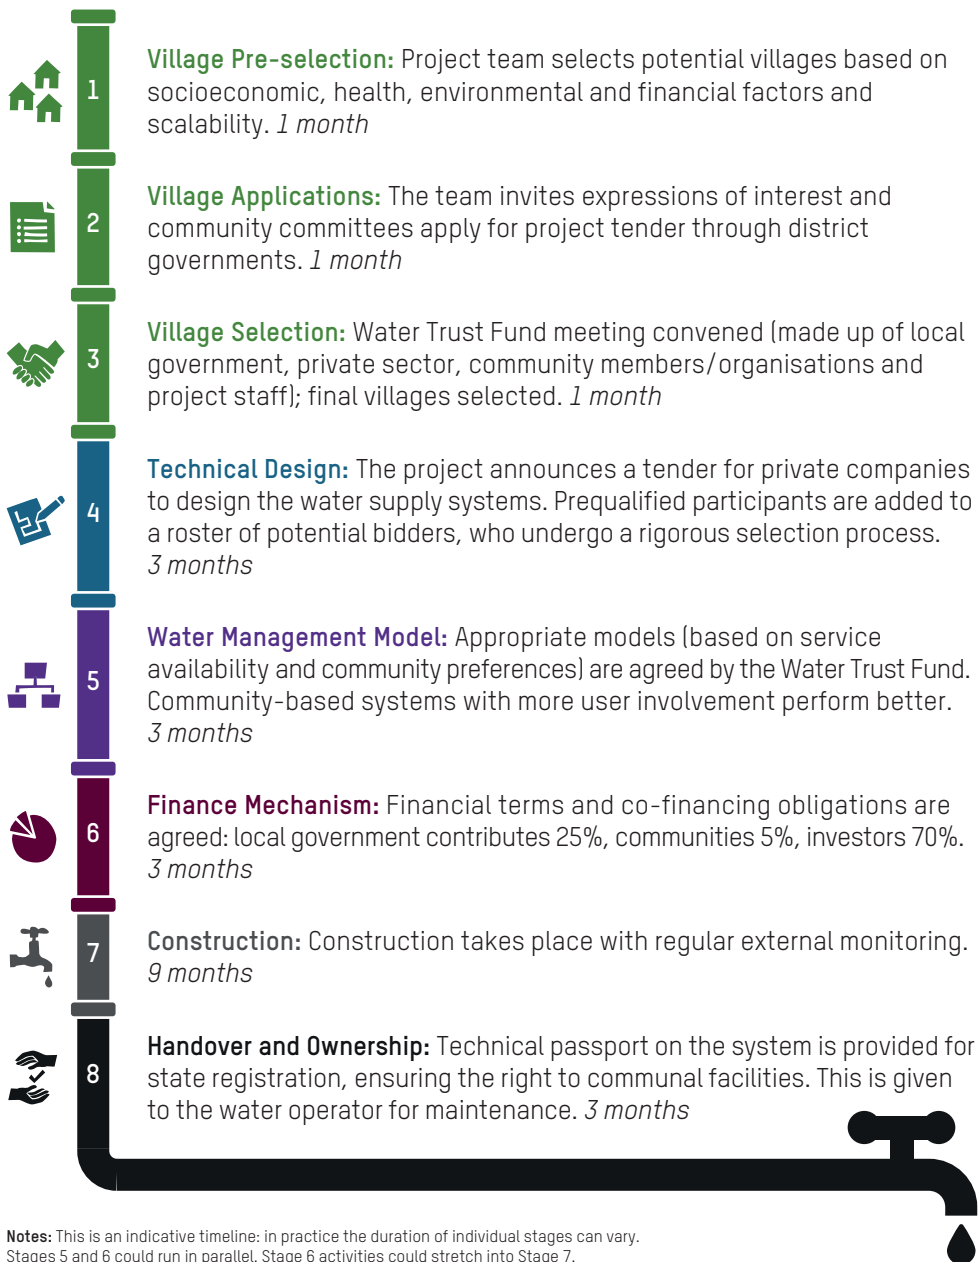 1
Village Pre-selection: Project team selects potential villages based on
socioeconomic, health, environmental and financial factors and
scalability. 1 month
2
Village Applications: The team invites expressions of interest and
community committees apply for project tender through district
governments. 1 month
3
Village Selection: Water Trust Fund meeting convened (made up of local
government, private sector, community members/organisations and
project staff); final villages selected. 1 month
4
Technical Design: The project announces a tender for private companies
to design the water supply systems. Prequalified participants are added to
a roster of potential bidders, who undergo a rigorous selection process.
3 months
5
Water Management Model: Appropriate models (based on service
availability and community preferences) are agreed by the Water Trust Fund.
Community-based systems with more user involvement perform better.
3 months
6
Finance Mechanism: Financial terms and co-financing obligations are
agreed: local government contributes 25%, communities 5%, investors 70%.
3 months
7
Construction: Construction takes place with regular external monitoring.
9 months
8
Handover and Ownership: Technical passport on the system is provided for
state registration, ensuring the right to communal facilities. This is given
to the water operator for maintenance. 3 months
Notes: This is an indicative timeline: in practice the duration of individual stages can vary.
Stages 5 and 6 could run in parallel. Stage 6 activities could stretch into Stage 7.